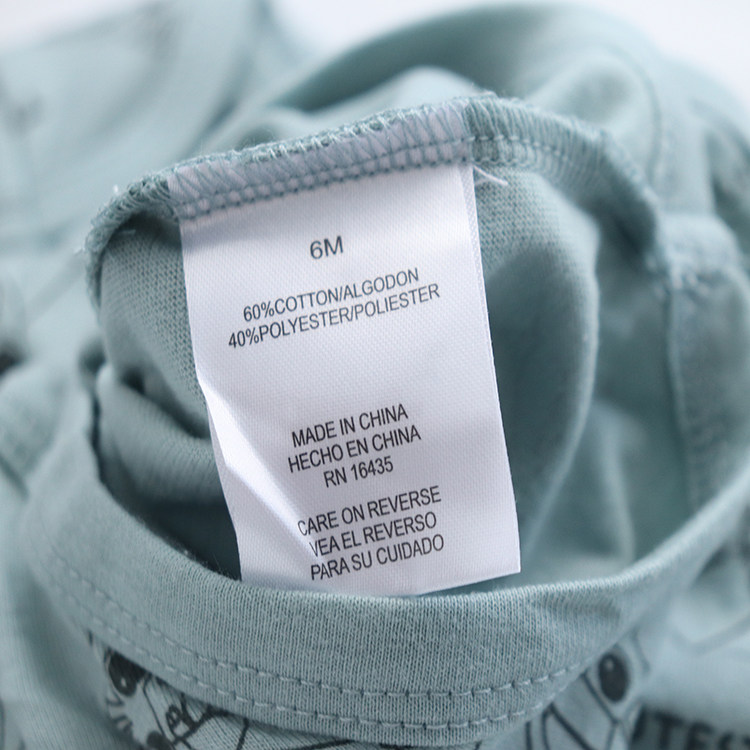 6M
60%COTTON/ALGODON
40%POLYESTER/POLIESTER
MADE IN CHINA
HECHO EN CHINA
RN 16435
CARE ON REVERSE
VEA EL REVERSO
PARA SU CUIDADO